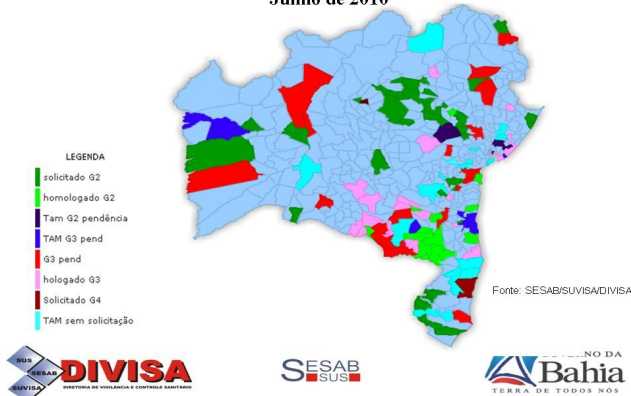 Junho de 2010
LEGENDA
solicitado G2
homologado G2
Tam G2 pendência
TAM G3 pend
G3 pend
hologado G3
Solicitado G4
TAM sem solicitação
Fonte: SESAB/SUVISA/DIVISA
SUS
SESAB
SUVISA
DIVISA
DIRETORIA DE VIGILÂNCIA E CONTROLE SANITÁRIO
SESAB
SUS
NO DA
Bahia
TERRA DE TODOS NÓS